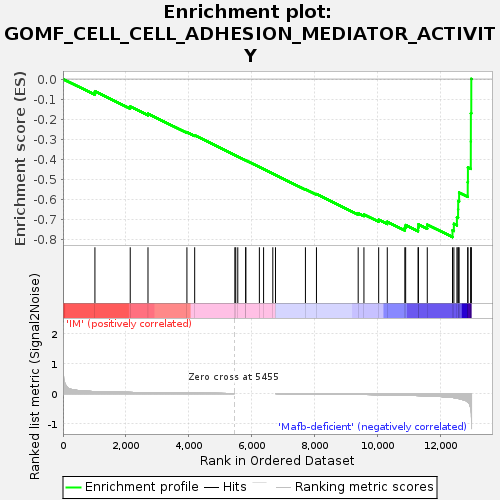 Enrichment plot:
GOMF_CELL_CELL_ADHESION_MEDIATOR_ACTIVIT
Y
Enrichment score (ES)
0.0
-0.1
-0.2
-0.3
-0.4
-0.5
-0.6
-0.7
-0.8
'IM' (positively correlated)
Ranked list metric (Signal2Noise)
2
1
0
-1
Zero cross at 5455
'Mafb-deficient' (negatively correlated)
0
2,000
4,000
6,000
8,000
10,000
12,000
Rank in Ordered Dataset
Enrichment profile
Hits
Ranking metric scores